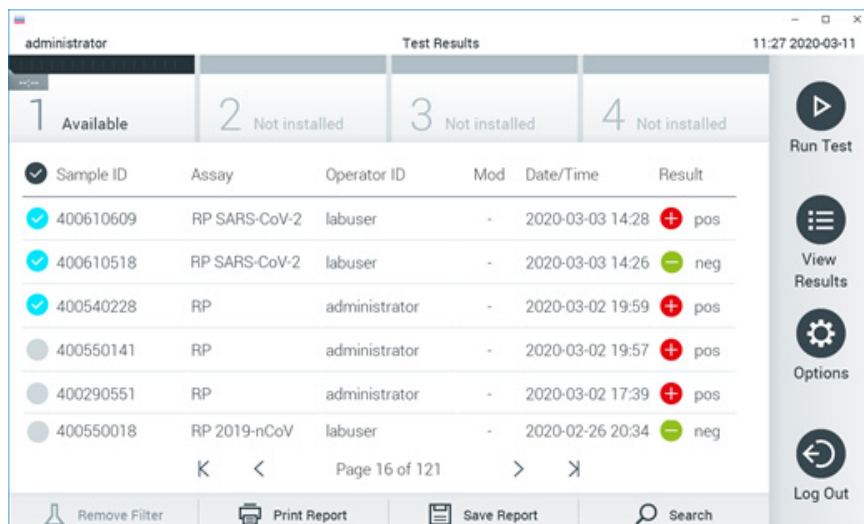 administrator Test Results 11:27 2020-03-11
--:--
1 Available 2 Not installed 3 Not installed 4 Not installed
Run Test
Sample ID Assay Operator ID Mod Date/Time Result
400610609 RP SARS-CoV-2 labuser - 2020-03-03 14:28 pos
400610518 RP SARS-CoV-2 labuser - 2020-03-03 14:26 neg
View
Results
400540228 RP administrator - 2020-03-02 19:59 pos
400550141 RP administrator - 2020-03-02 19:57 pos
Options
400290551 RP administrator - 2020-03-02 17:39 pos
400550018 RP 2019-nCoV labuser - 2020-02-26 20:34 neg
Page 16 of 121
Log Out
Remove Filter Print Report Save Report Search